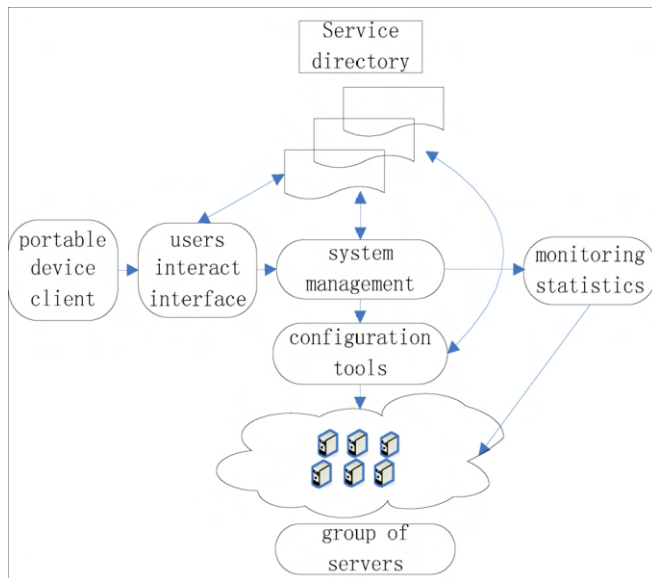 Service
directory
portable
device
client
users
interact
interface
system
management
monitoring
statistics
configuration
tools
group of
servers